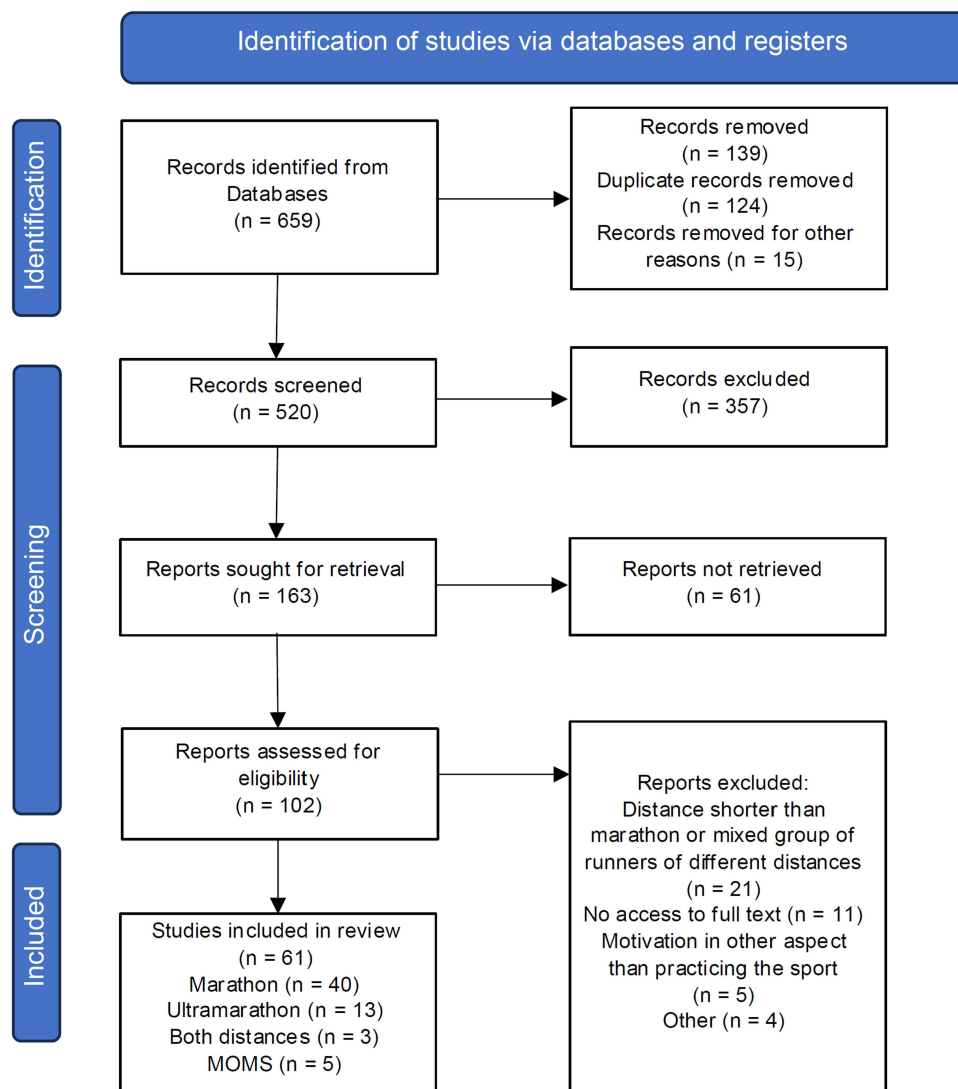 Identification of studies via databases and registers
Identification
Records identified from
Databases
(n = 659)
Records removed
(n = 139)
Duplicate records removed
(n = 124)
Records removed for other
reasons (n = 15)
Screening
Records screened
(n = 520)
Records excluded
(n = 357)
Reports sought for retrieval
(n = 163)
Reports not retrieved
(n = 61)
Reports assessed for
eligibility
(n = 102)
Reports excluded:
Distance shorter than
marathon or mixed group of
runners of different distances
(n = 21)
No access to full text (n = 11)
Motivation in other aspect
than practicing the sport
(n = 5)
Other (n = 4)
Included
Studies included in review
(n = 61)
Marathon (n = 40)
Ultramarathon (n = 13)
Both distances (n = 3)
MOMS (n = 5)